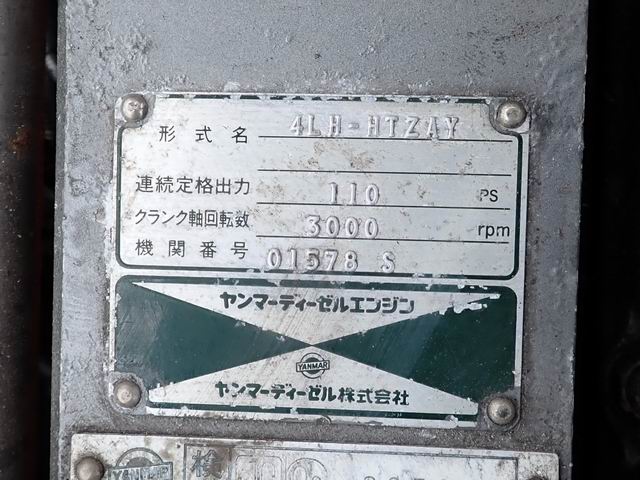 形式名 4LH-HTZAY
連続定格出力 110 PS
クランク軸回転数 3000 rpm
機関番号 01578 S
ヤンマーディーゼルエンジン
YANMAR
ヤンマーディーゼル株式会社
YANMAR 検